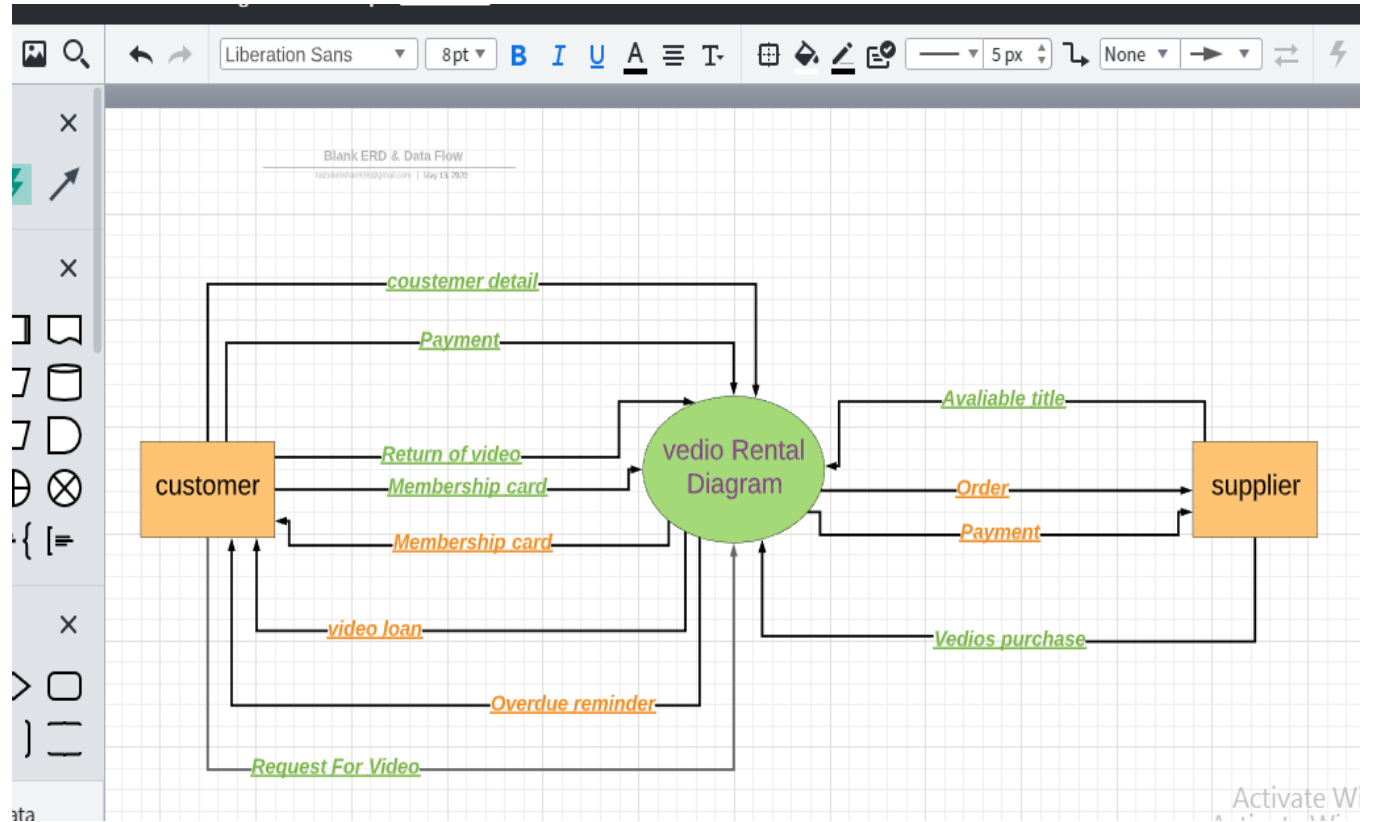 Liberation Sans 8pt B I U A T 5 px None
Blank ERD & Data Flow
May 13, 2020
coustemer detail
Payment
Avaliable title
vedio Rental
Diagram
Return of video
customer
Membership card
Order
supplier
Membership card
Payment
video loan
Vedios purchase
Overdue reminder
Request For Video
Activate Wi
ata